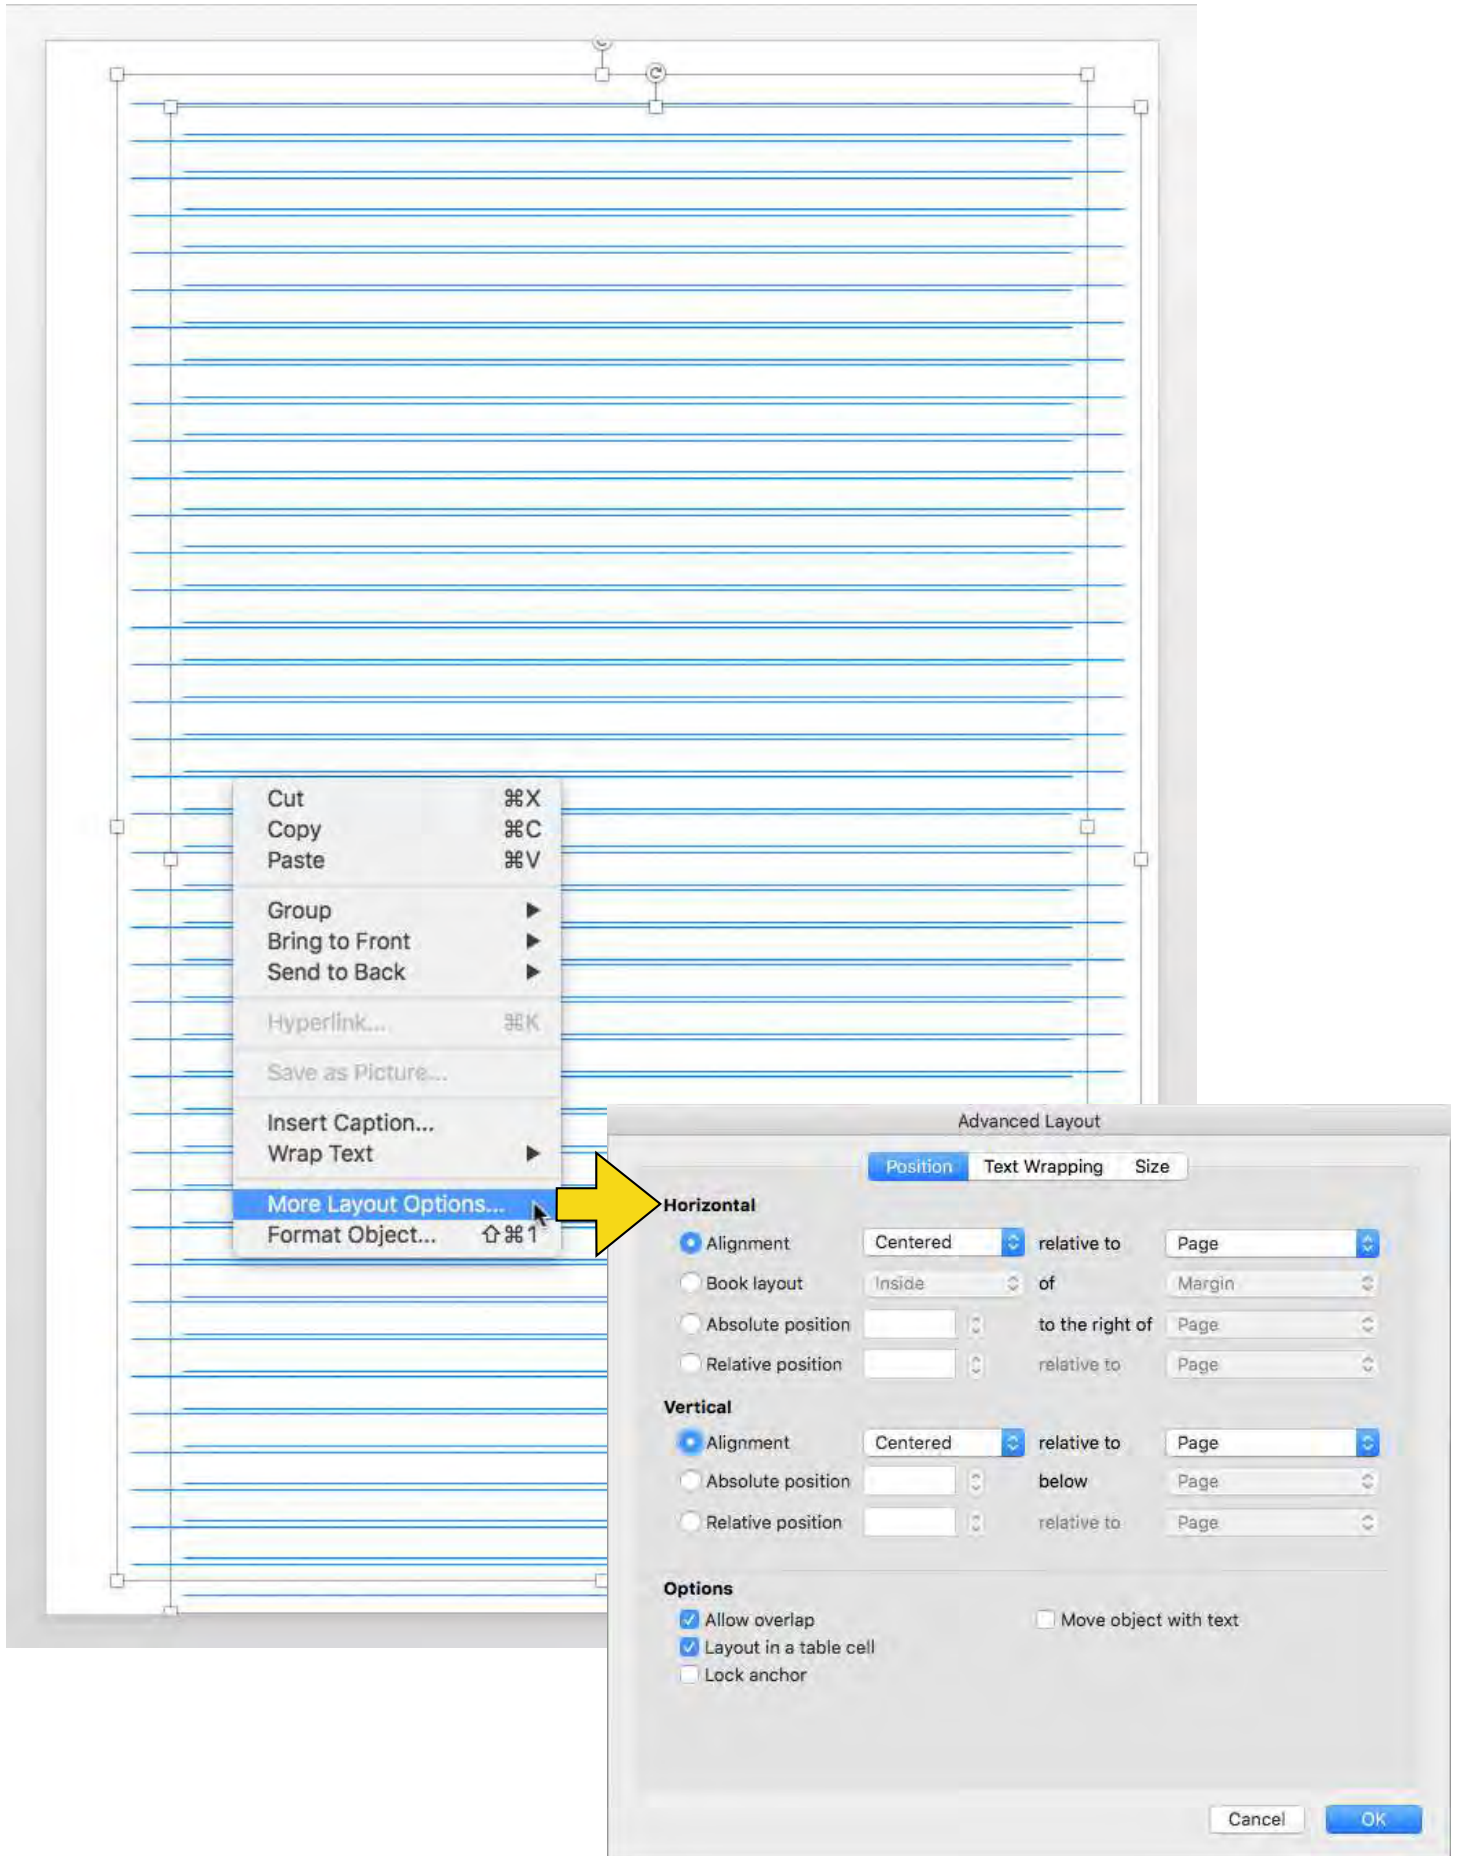 Cut ⌘X
Copy ⌘C
Paste ⌘V
Group ▶
Bring to Front ▶
Send to Back ▶
Hyperlink... ⌘K
Save as Picture...
Insert Caption...
Wrap Text ▶
More Layout Options...
Format Object... ⇧⌘1
Advanced Layout
Position Text Wrapping Size
Horizontal
Alignment Centered relative to Page
Book layout Inside of Margin
Absolute position to the right of Page
Relative position relative to Page
Vertical
Alignment Centered relative to Page
Absolute position below Page
Relative position relative to Page
Options
Allow overlap Move object with text
Layout in a table cell
Lock anchor
Cancel OK